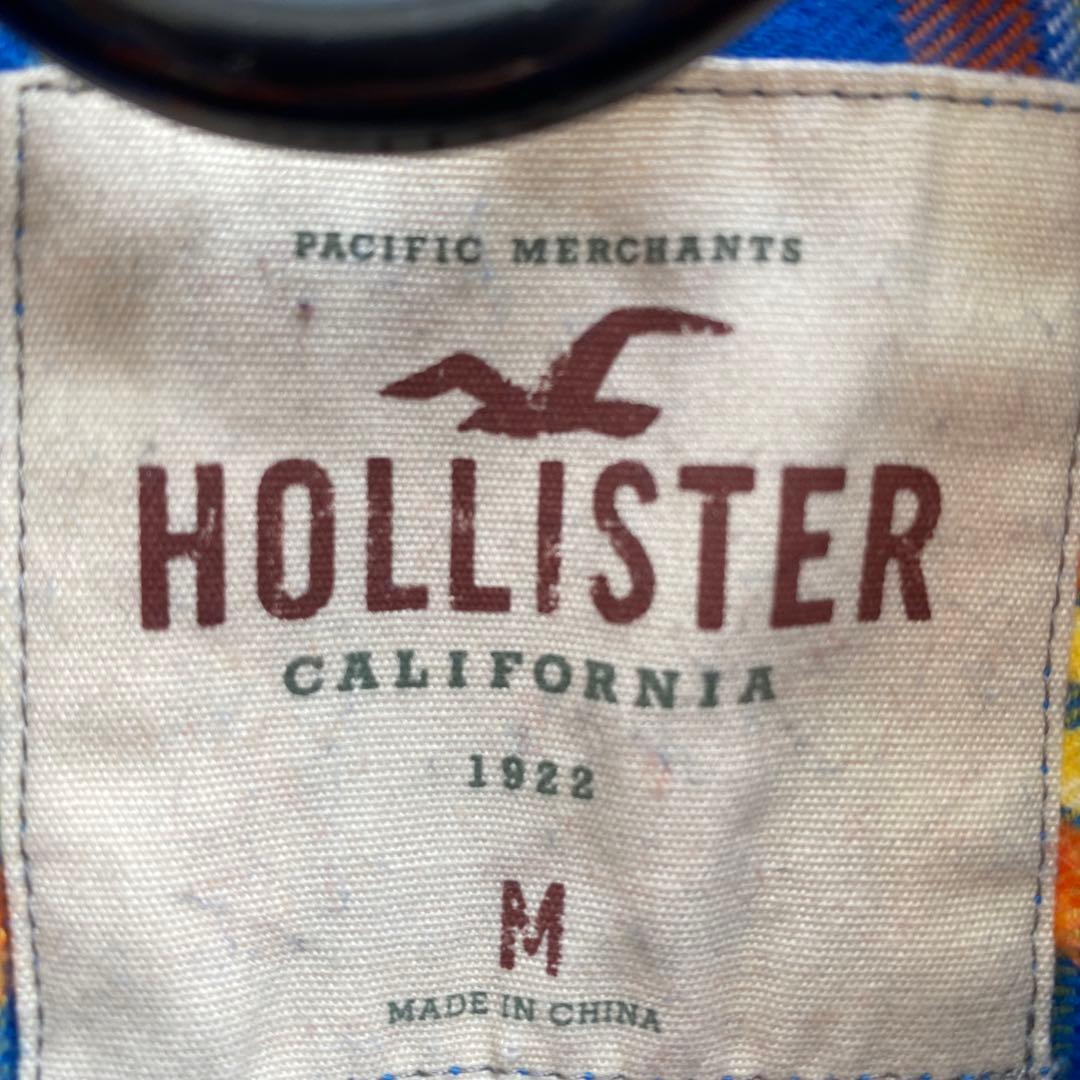 PACIFIC MERCHANTS
HOLLISTER
CALIFORNIA
1922
M
MADE IN CHINA